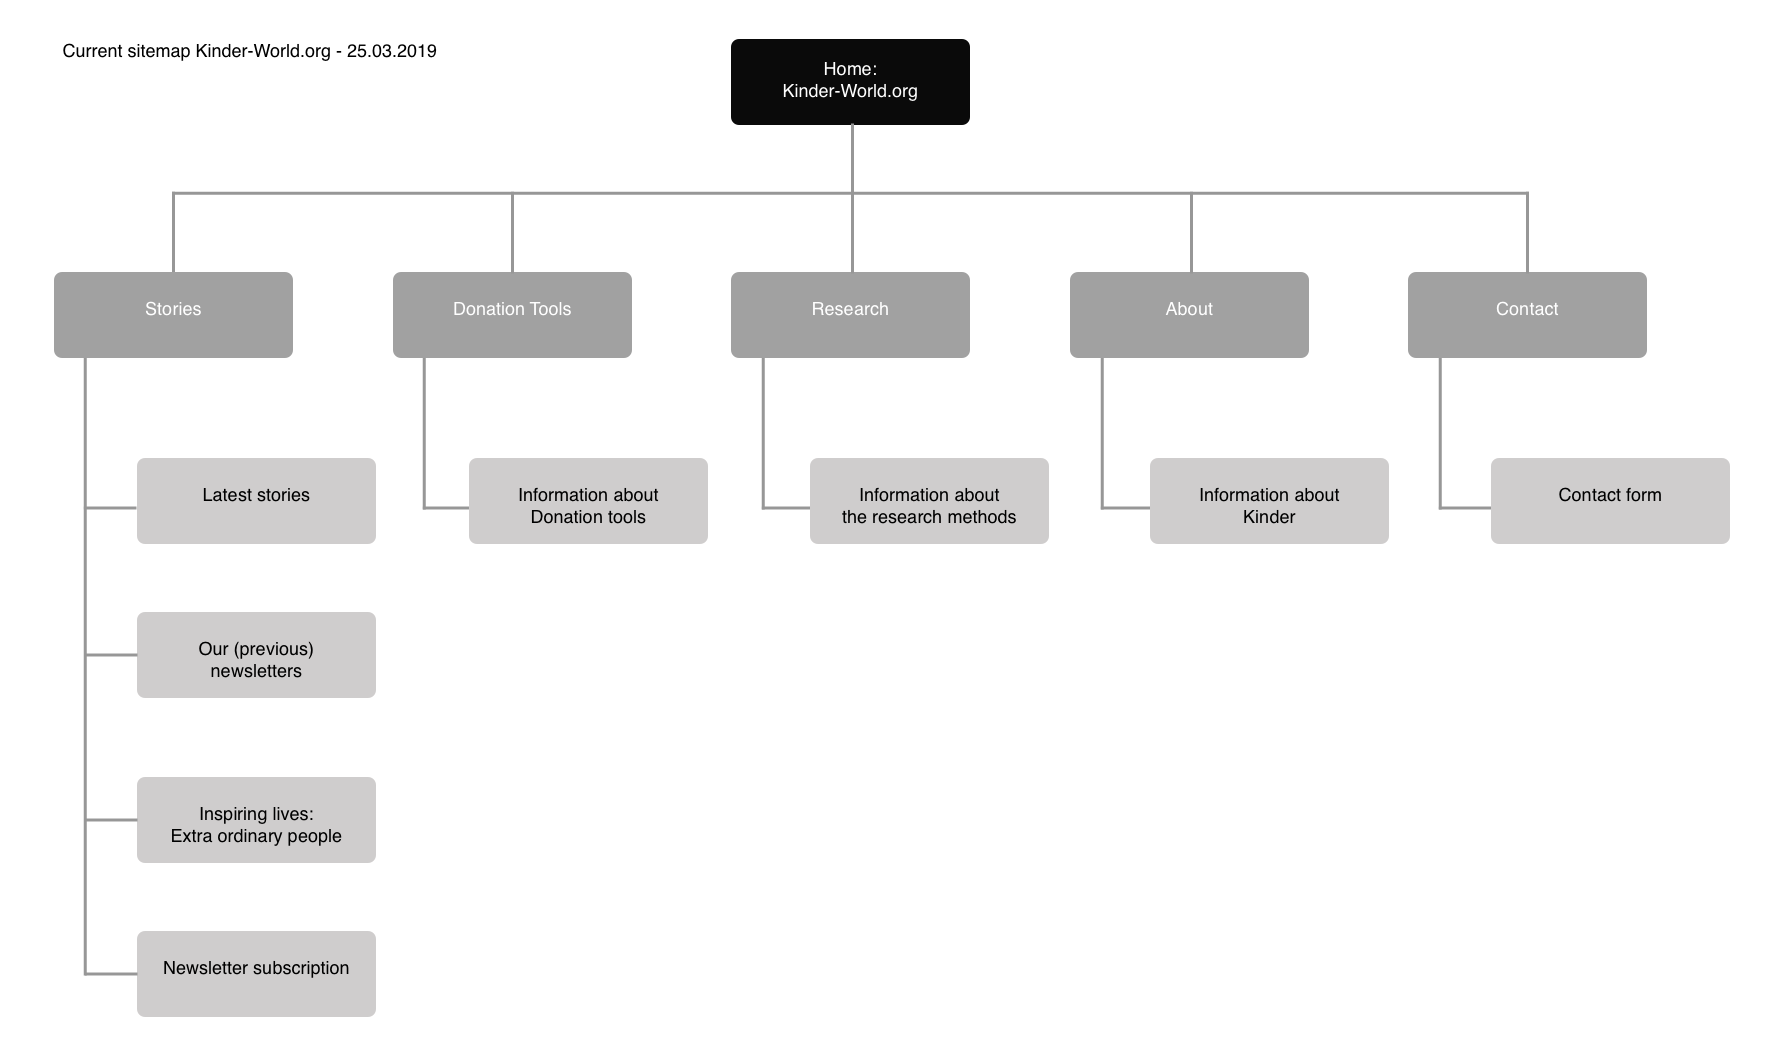 Current sitemap Kinder-World.org - 25.03.2019
Home:
Kinder-World.org
Stories
Donation Tools
Research
About
Contact
Latest stories
Information about
Donation tools
Information about
the research methods
Information about
Kinder
Contact form
Our (previous)
newsletters
Inspiring lives:
Extra ordinary people
Newsletter subscription